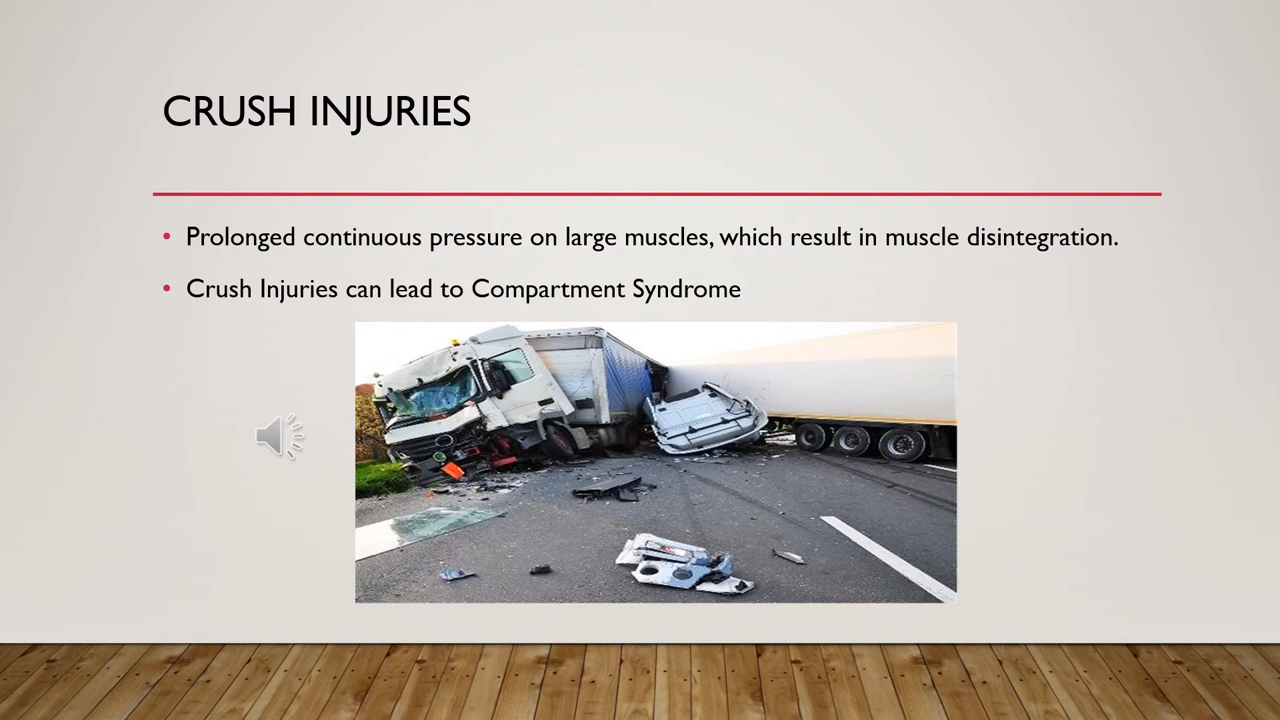 CRUSH INJURIES
• Prolonged continuous pressure on large muscles, which result in muscle disintegration.
• Crush Injuries can lead to Compartment Syndrome